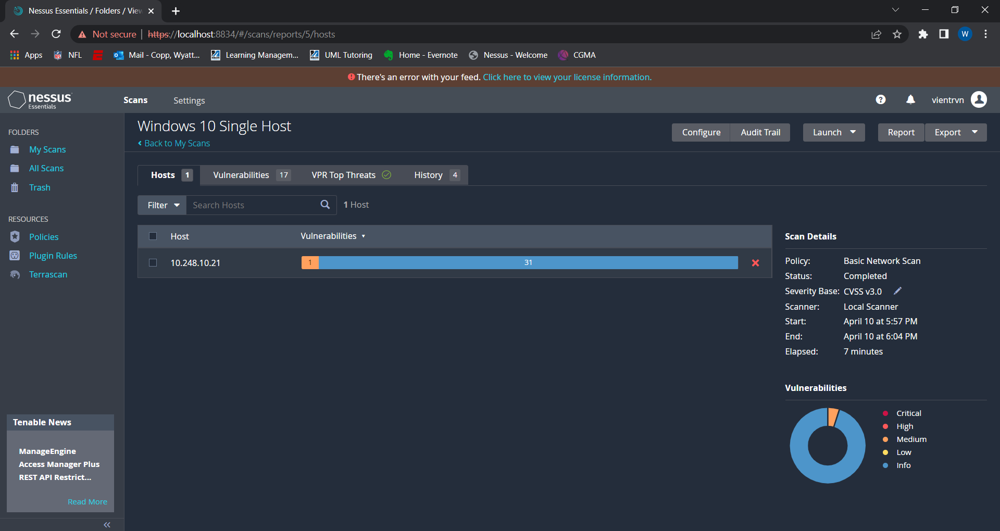 Nessus Essentials / Folders / View
Not secure | https://localhost:8834/#/scans/reports/5/hosts
W
Apps NFL Mail - Copp, Wyatt... Learning Managem... UML Tutoring Home - Evernote Nessus - Welcome CGMA
There's an error with your feed. Click here to view your license information.
nessus
Essentials
Scans Settings
vientrvn
FOLDERS
My Scans
All Scans
Trash
RESOURCES
Policies
Plugin Rules
Terrascan
Tenable News
ManageEngine
Access Manager Plus
REST API Restrict...
Read More
Windows 10 Single Host
Back to My Scans
Configure Audit Trail Launch Report Export
Hosts 1 Vulnerabilities 17 VPR Top Threats History 4
Filter Search Hosts 1 Host
Host Vulnerabilities
10.248.10.21 1 31
Scan Details
Policy: Basic Network Scan
Status: Completed
Severity Base: CVSS v3.0
Scanner: Local Scanner
Start: April 10 at 5:57 PM
End: April 10 at 6:04 PM
Elapsed: 7 minutes
Vulnerabilities
Critical
High
Medium
Low
Info